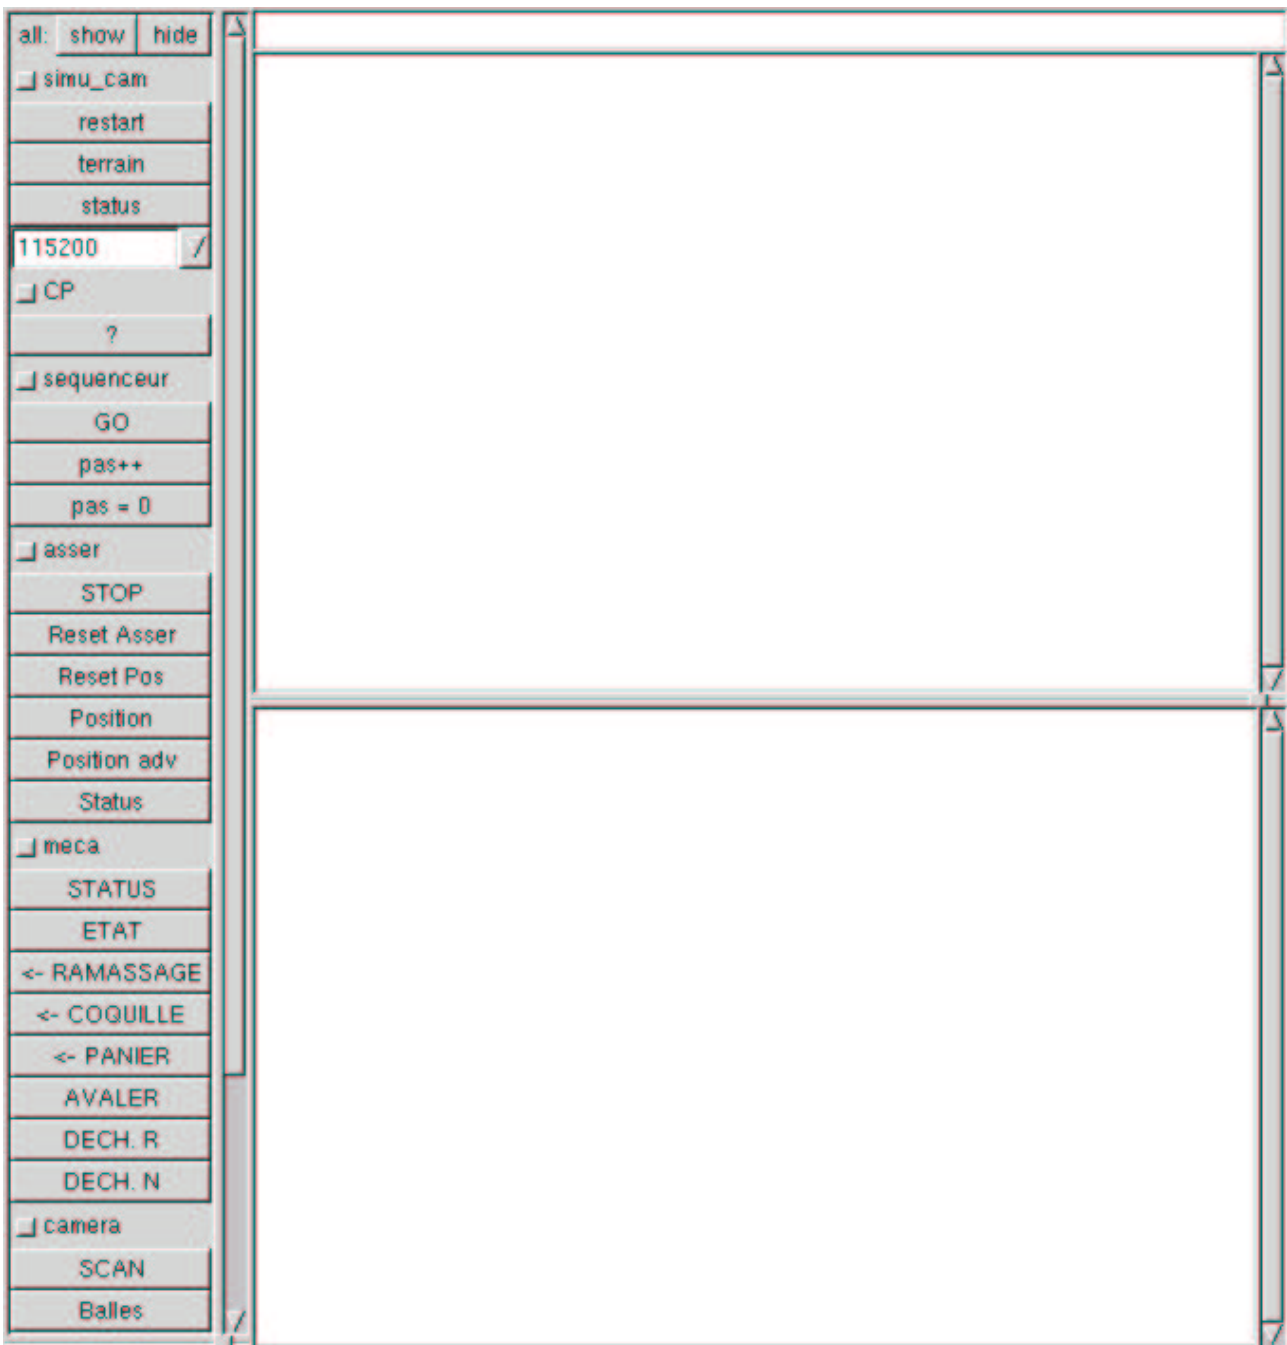 all: show hide
simu_cam
restart
terrain
status
115200
CP
?
sequenceur
GO
pas++
pas = 0
asser
STOP
Reset Asser
Reset Pos
Position
Position adv
Status
meca
STATUS
ETAT
<- RAMASSAGE
<- COQUILLE
<- PANIER
AVALER
DECH. R
DECH. N
camera
SCAN
Balles